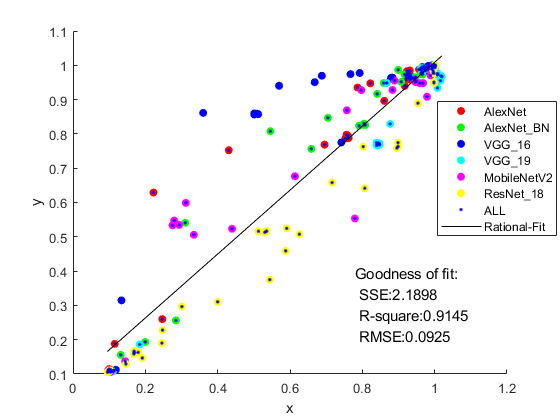 1.1
1
0.9
0.8
0.7
0.6
0.5
0.4
0.3
0.2
0.1
y
0
0.2
0.4
0.6
0.8
1
1.2
x
AlexNet
AlexNet_BN
VGG_16
VGG_19
MobileNetV2
ResNet_18
ALL
Rational-Fit
Goodness of fit:
SSE:2.1898
R-square:0.9145
RMSE:0.0925